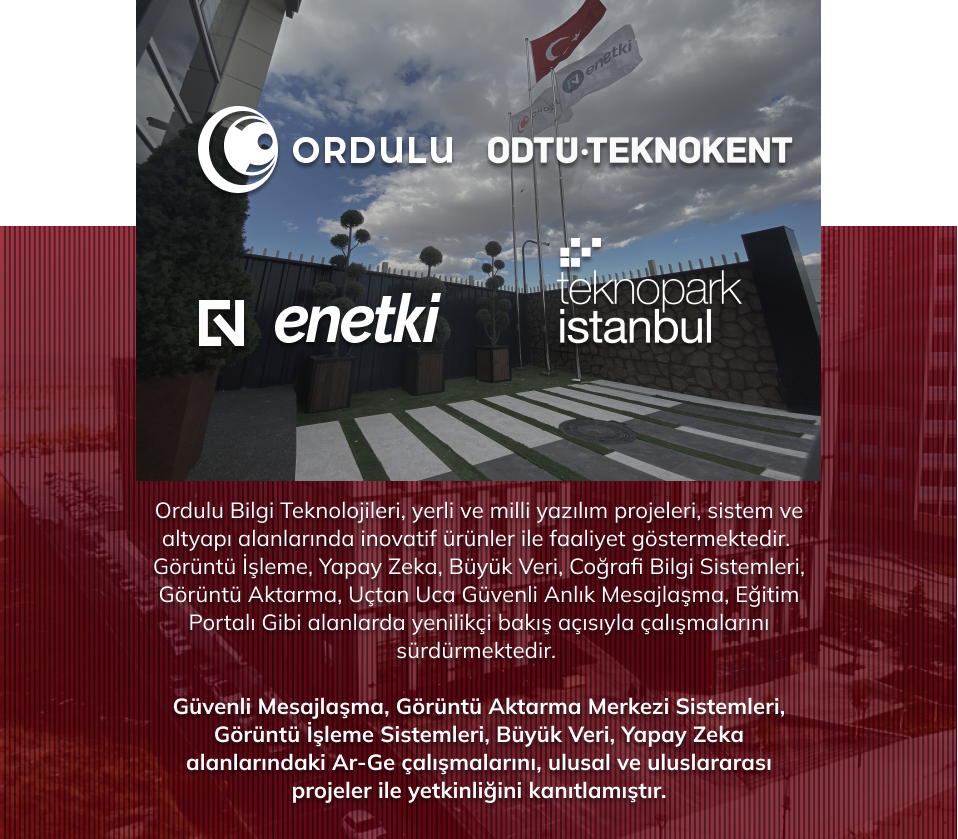 enetki
ORDULU
ODTÜ·TEKNOKENT
enetki
teknopark
istanbul
Ordulu Bilgi Teknolojileri, yerli ve milli yazılım projeleri, sistem ve
altyapı alanlarında inovatif ürünler ile faaliyet göstermektedir.
Görüntü İşleme, Yapay Zeka, Büyük Veri, Coğrafi Bilgi Sistemleri,
Görüntü Aktarma, Uçtan Uca Güvenli Anlık Mesajlaşma, Eğitim
Portalı Gibi alanlarda yenilikçi bakış açısıyla çalışmalarını
sürdürmektedir.
Güvenli Mesajlaşma, Görüntü Aktarma Merkezi Sistemleri,
Görüntü İşleme Sistemleri, Büyük Veri, Yapay Zeka
alanlarındaki Ar-Ge çalışmalarını, ulusal ve uluslararası
projeler ile yetkinliğini kanıtlamıştır.